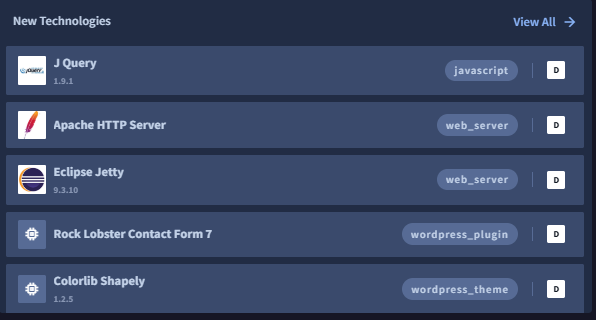 New Technologies
View All
J Query
1.9.1
javascript
D
Apache HTTP Server
web_server
D
Eclipse Jetty
9.3.10
web_server
D
Rock Lobster Contact Form 7
wordpress_plugin
D
Colorlib Shapely
1.2.5
wordpress_theme
D